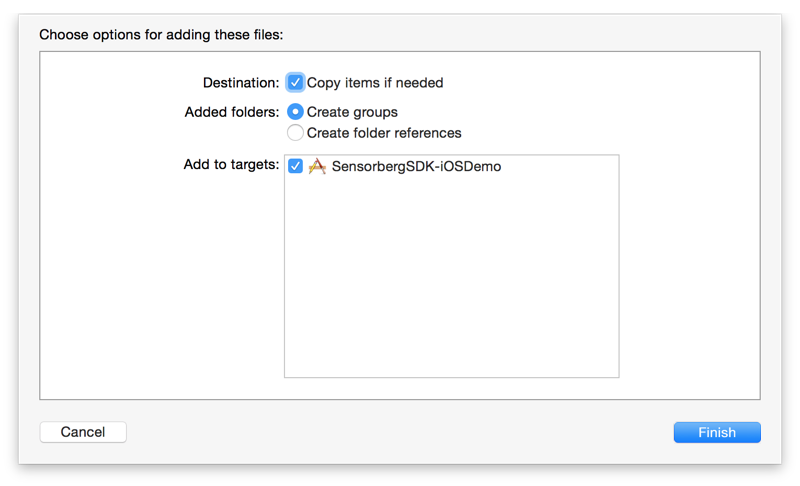 Choose options for adding these files:
Destination: Copy items if needed
Added folders: Create groups
Create folder references
Add to targets: SensorbergSDK-iOSDemo
Cancel Finish